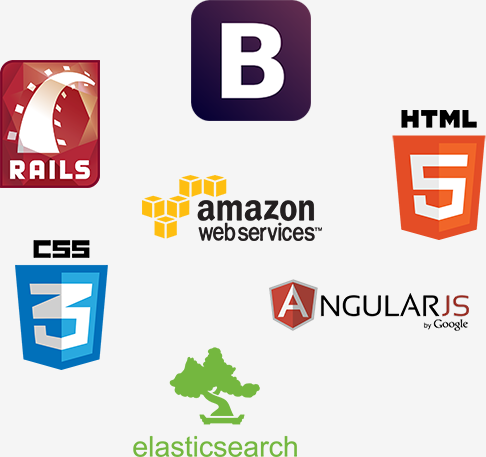 B
HTML
5
RAILS
amazon
webservices™
CSS
3
ANGULARJS
by Google
elasticsearch